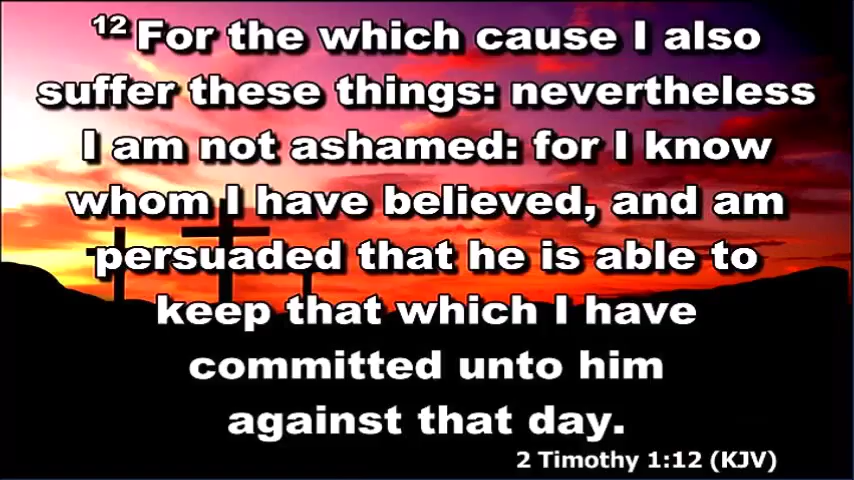 12 For the which cause I also
suffer these things: nevertheless
I am not ashamed: for I know
whom I have believed, and am
persuaded that he is able to
keep that which I have
committed unto him
against that day.
2 Timothy 1:12 (KJV)